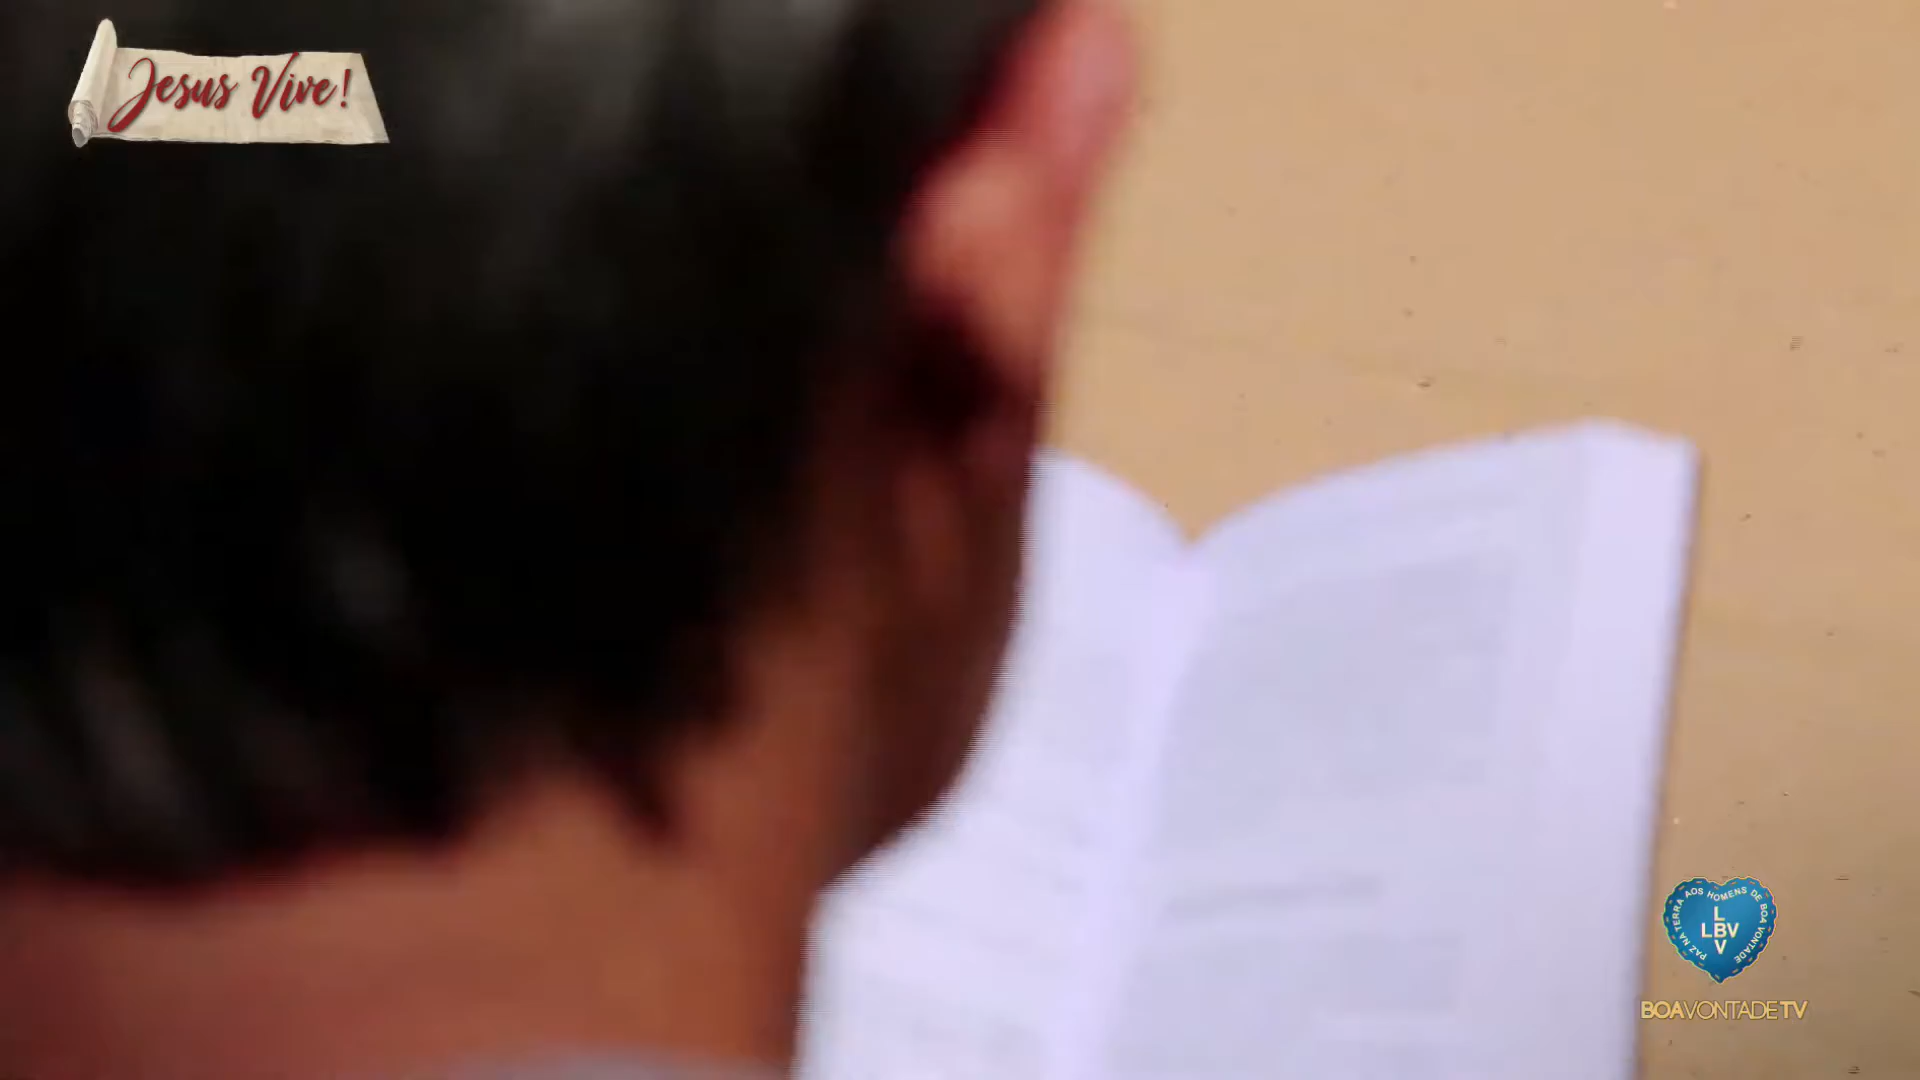 Jesus Vive!
PAZ NA TERRA AOS HOMENS DE BOA VONTADE
L
LBV
V
BOAVONTADETV